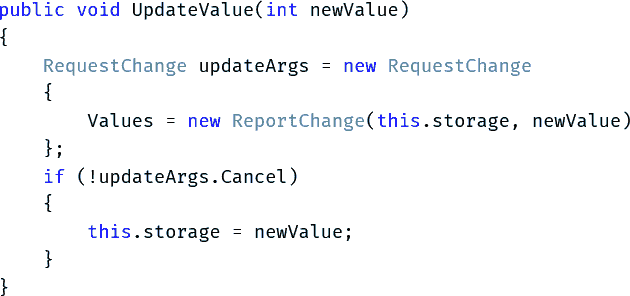 public void UpdateValue(int newValue)
{
    RequestChange updateArgs = new RequestChange
    {
        Values = new ReportChange(this.storage, newValue)
    };
    if (!updateArgs.Cancel)
    {
        this.storage = newValue;
    }
}